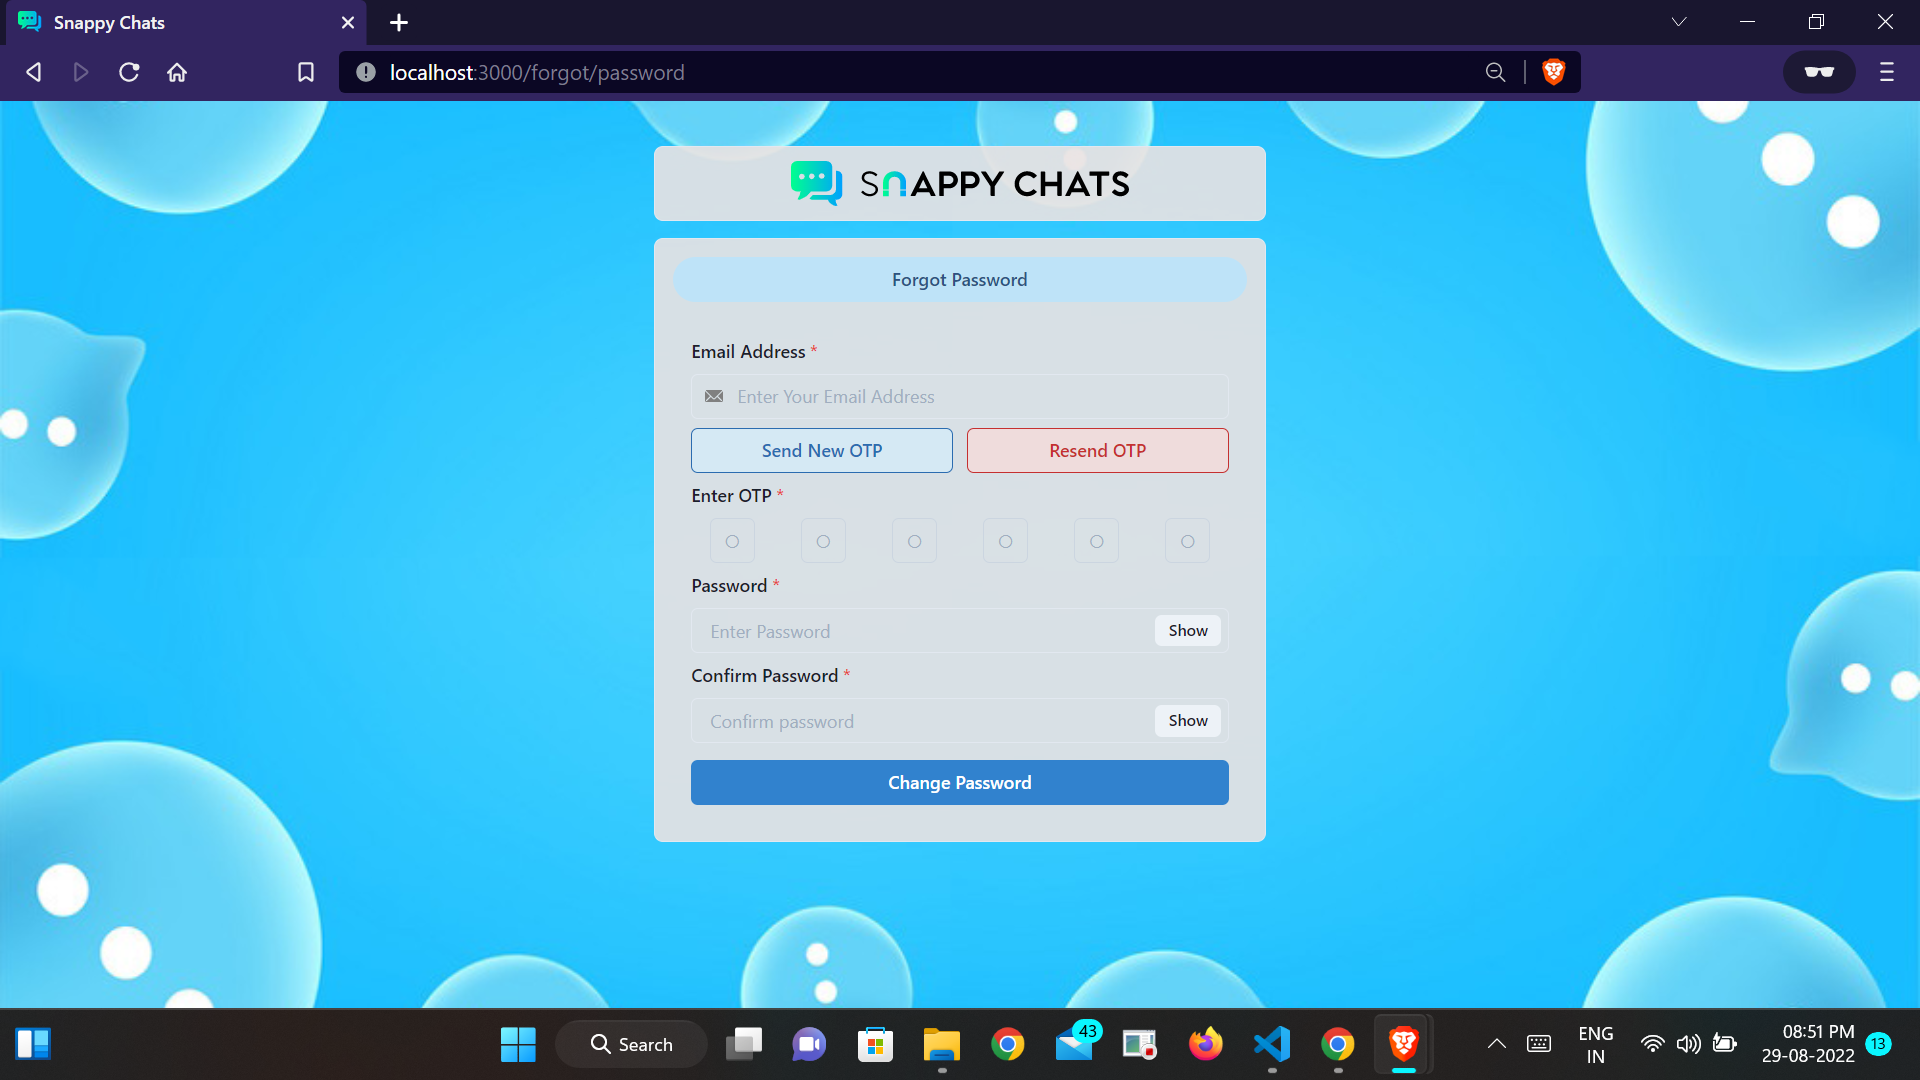 Snappy Chats
localhost:3000/forgot/password
SNAPPY CHATS
Forgot Password
Email Address *
Enter Your Email Address
Send New OTP
Resend OTP
Enter OTP *
Password *
Enter Password
Show
Confirm Password *
Confirm password
Show
Change Password
Search
43
ENG
IN
08:51 PM
29-08-2022
13